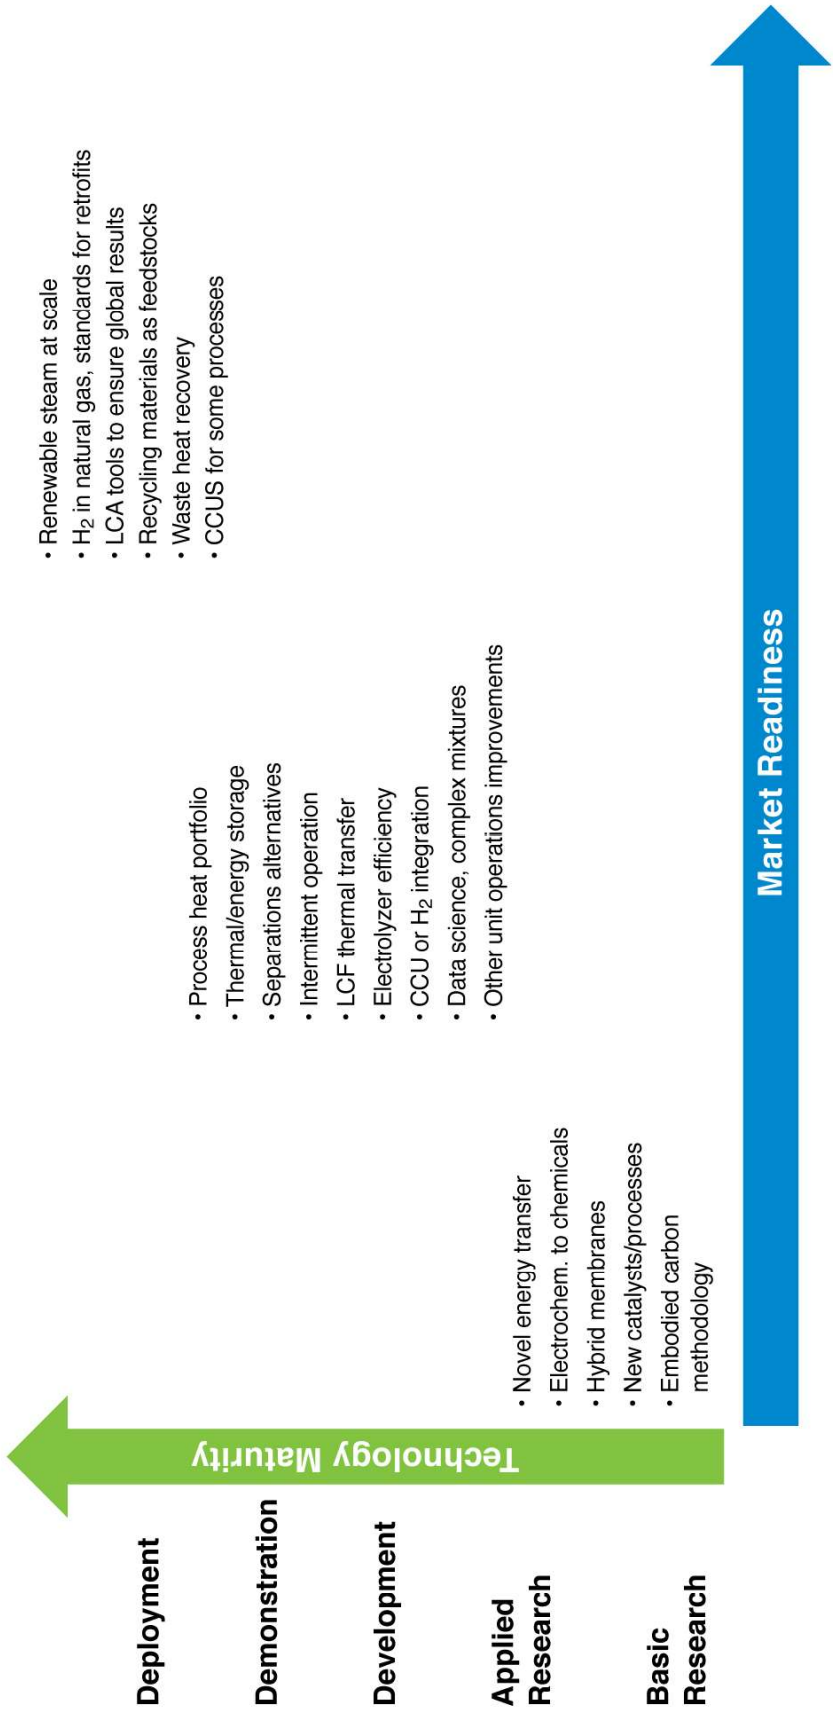 Deployment
Demonstration
Development
Applied
Research
Basic
Research
Technology Maturity
• Novel energy transfer
• Electrochem. to chemicals
• Hybrid membranes
• New catalysts/processes
• Embodied carbon
methodology
• Process heat portfolio
• Thermal/energy storage
• Separations alternatives
• Intermittent operation
• LCF thermal transfer
• Electrolyzer efficiency
• CCU or H₂ integration
• Data science, complex mixtures
• Other unit operations improvements
• Renewable steam at scale
• H₂ in natural gas, standards for retrofits
• LCA tools to ensure global results
• Recycling materials as feedstocks
• Waste heat recovery
• CCUS for some processes
Market Readiness